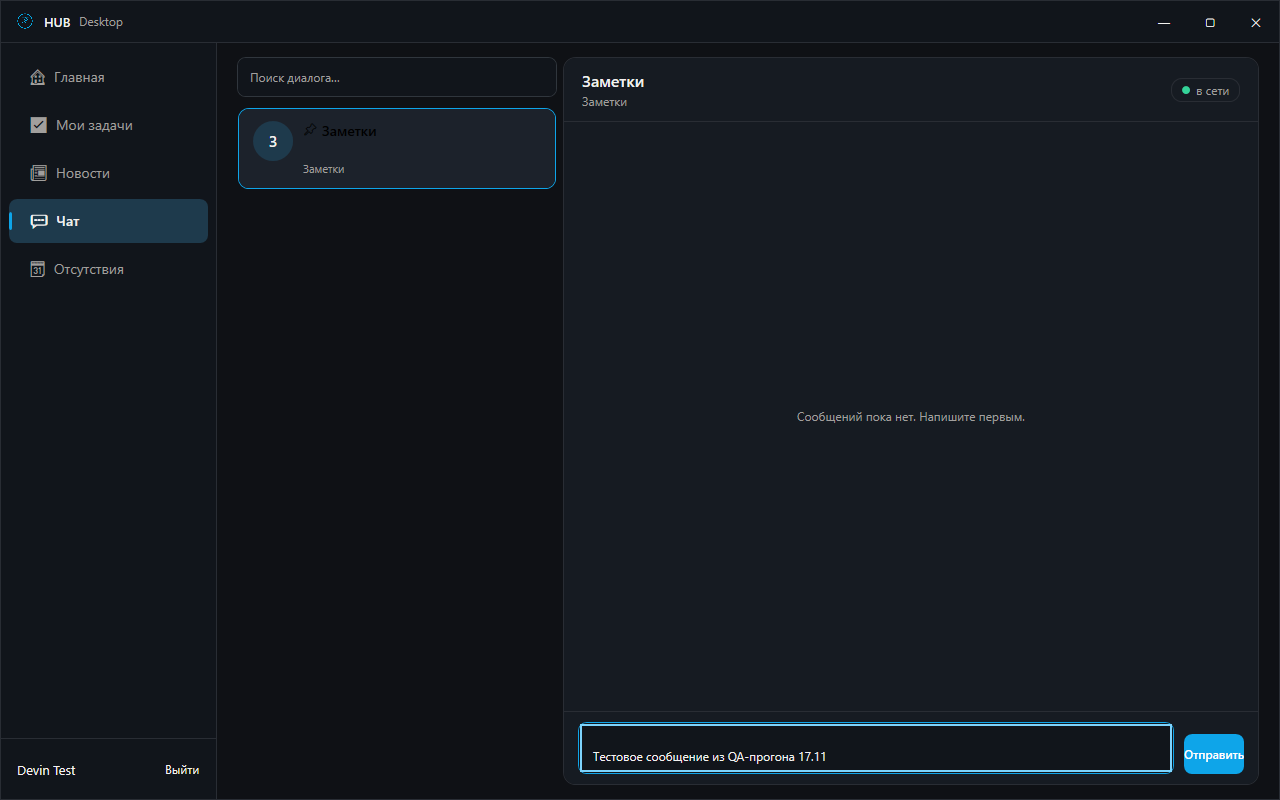 HUB Desktop
Главная
Мои задачи
Новости
Чат
31 Отсутствия
Devin Test Выйти
Поиск диалога...
З Заметки
Заметки
Заметки
Заметки
в сети
Сообщений пока нет. Напишите первым.
Тестовое сообщение из QA-прогона 17.11
Отправить